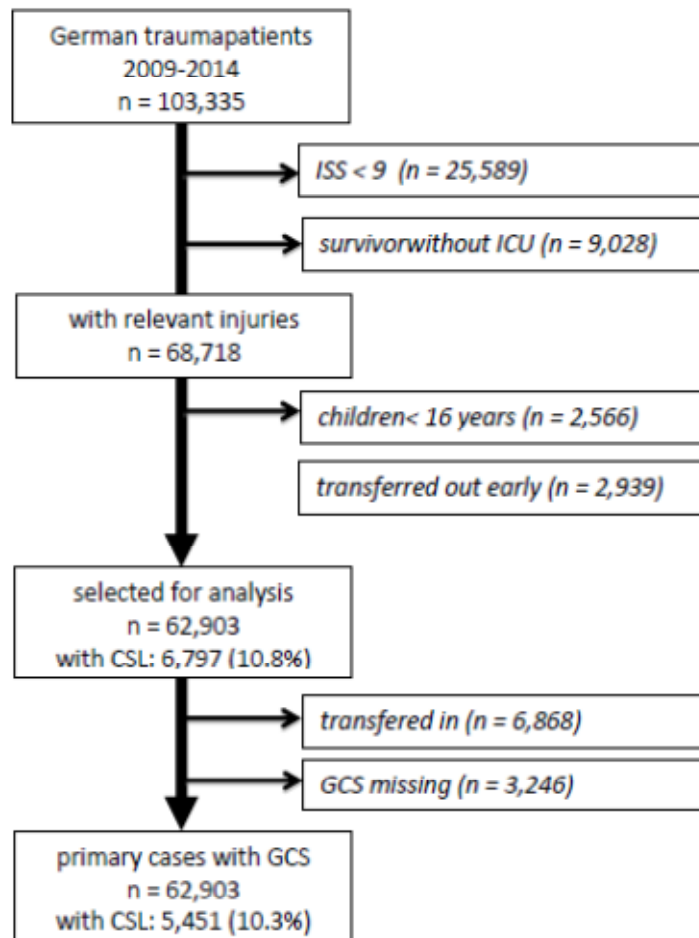 German traumapatients
2009-2014
n = 103,335
ISS < 9 (n = 25,589)
survivorwithout ICU (n = 9,028)
with relevant injuries
n = 68,718
children< 16 years (n = 2,566)
transferred out early (n = 2,939)
selected for analysis
n = 62,903
with CSL: 6,797 (10.8%)
transfered in (n = 6,868)
GCS missing (n = 3,246)
primary cases with GCS
n = 62,903
with CSL: 5,451 (10.3%)